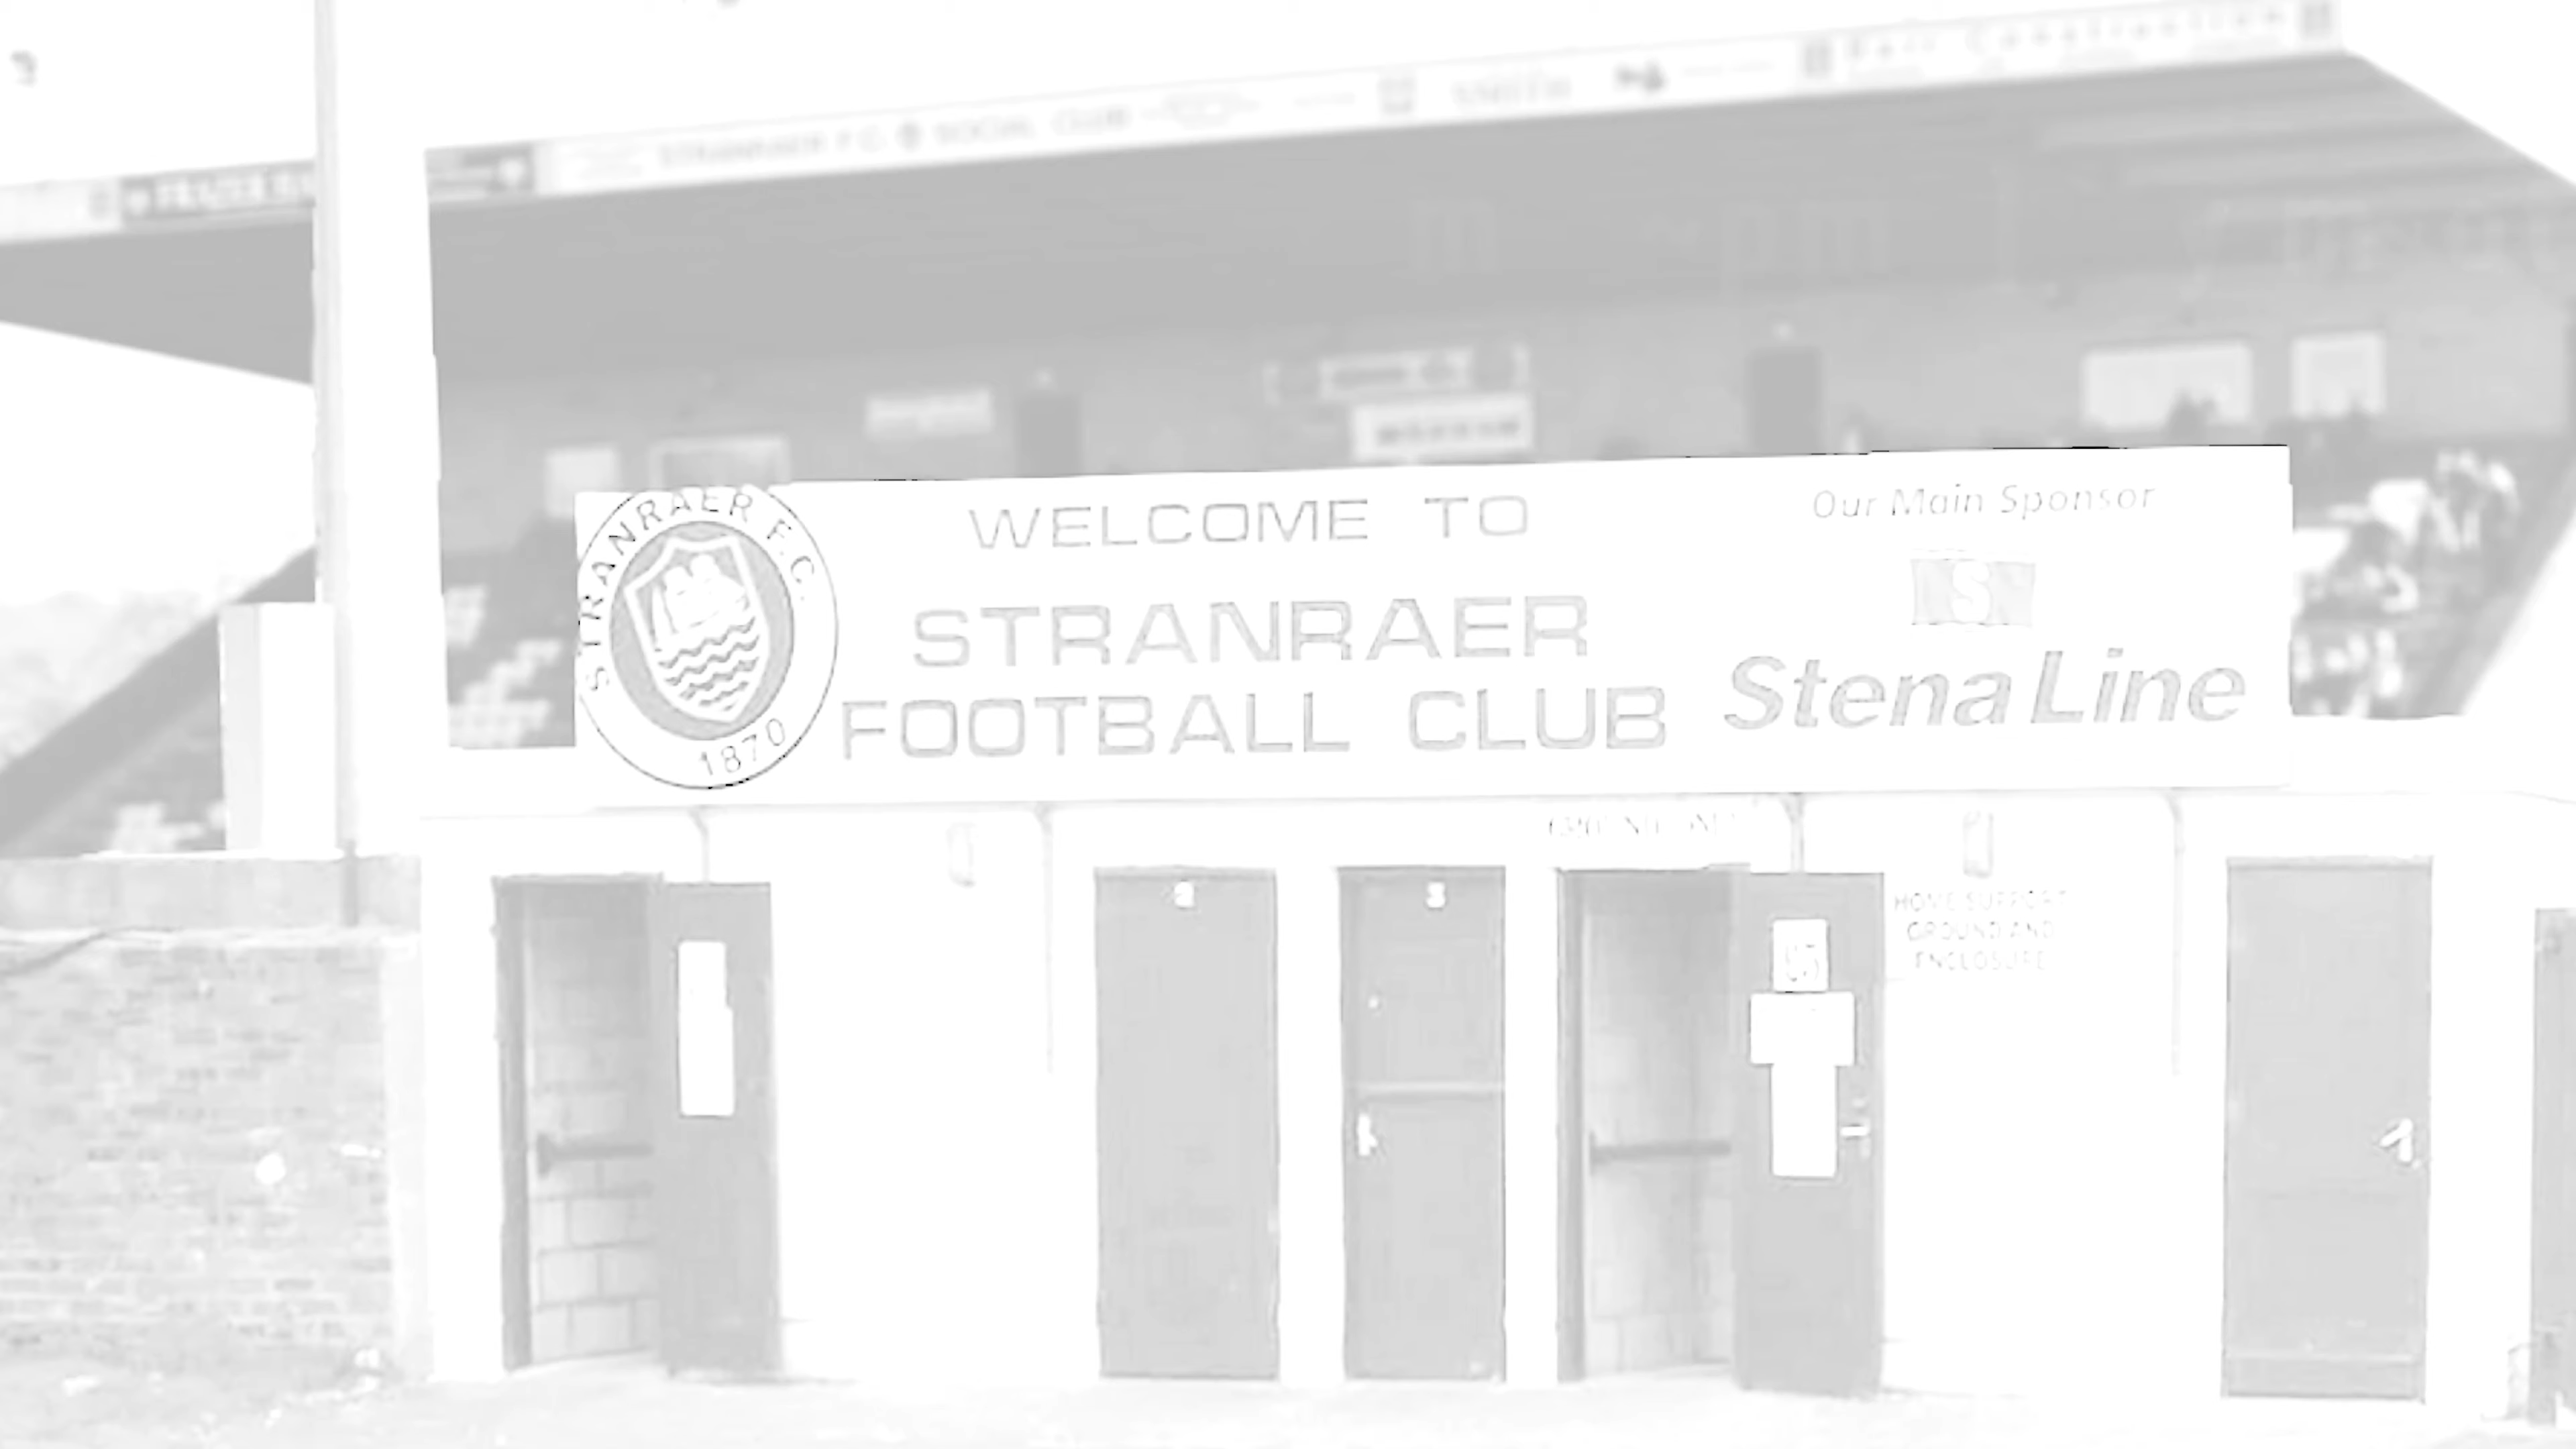 STRANRAER F.C. SOCIAL CLUB
SMITH
STRANRAER F.C.
1870
WELCOME TO
STRANRAER
FOOTBALL CLUB
Our Main Sponsor
S
Stena Line
HOME SUPPORT
GROUND AND
ENCLOSURE